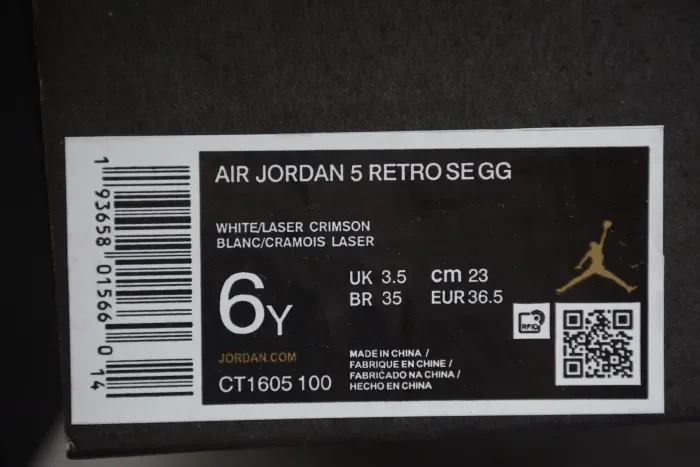 AIR JORDAN 5 RETRO SE GG
WHITE/LASER CRIMSON
BLANC/CRAMOIS LASER
6Y
UK 3.5 cm 23
BR 35 EUR 36.5
JORDAN.COM
CT1605 100
MADE IN CHINA /
FABRIQUE EN CHINE /
FABRICADO NA CHINA /
HECHO EN CHINA
RFID
1 93658 01566 014